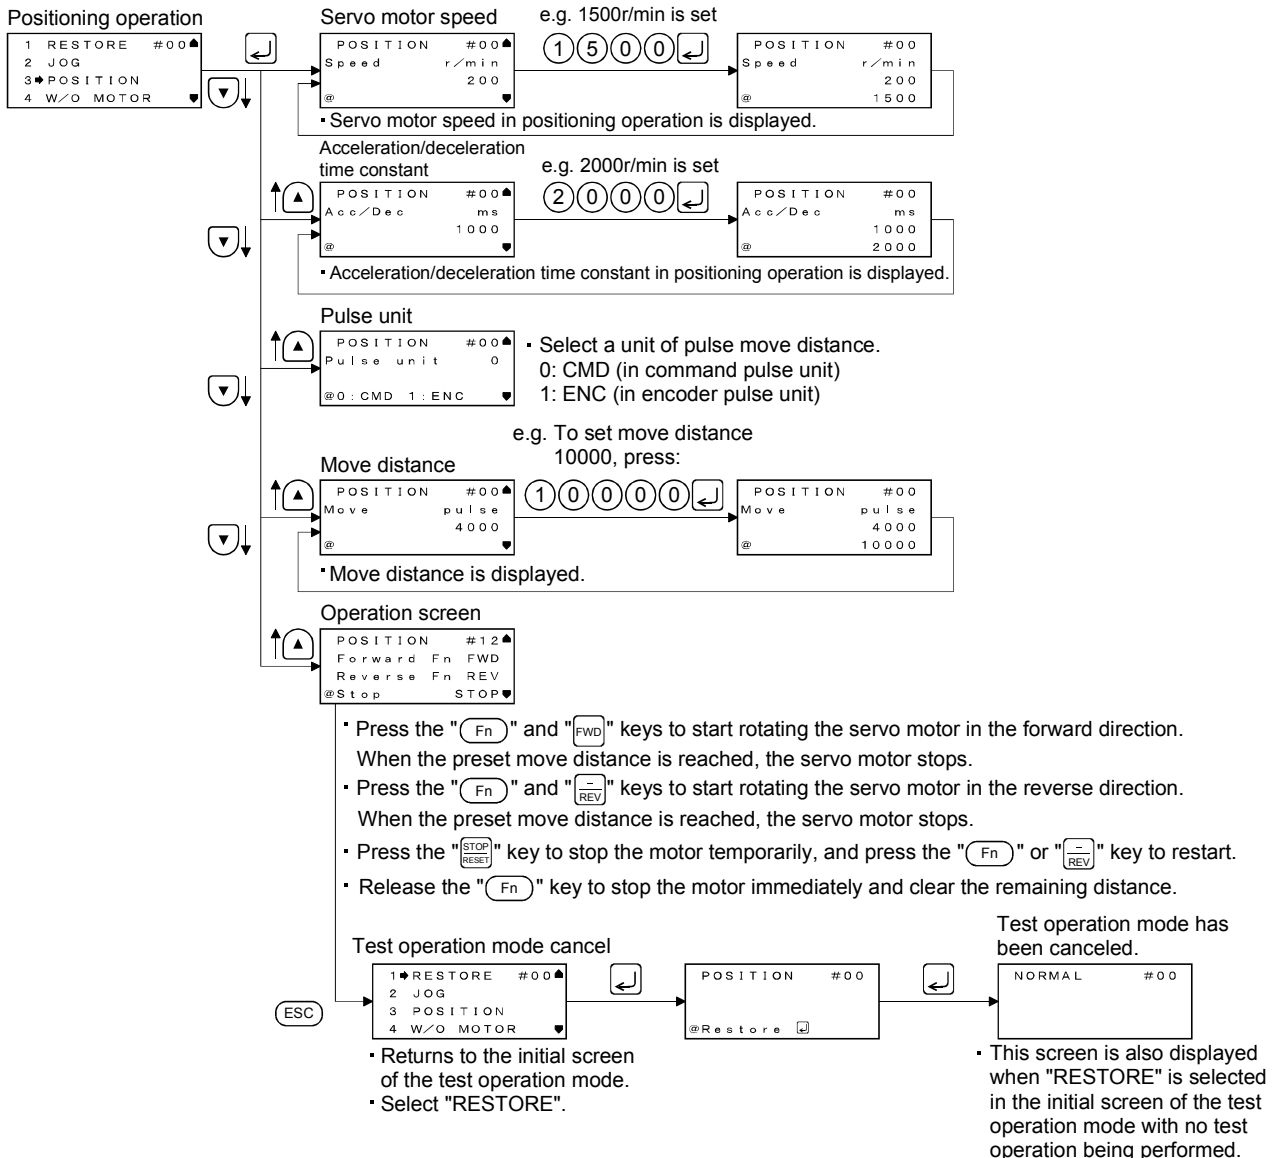 Positioning operation
1 RESTORE #00
2 JOG
3 POSITION
4 W/O MOTOR
Servo motor speed
POSITION #00
Speed r/min
200
@
e.g. 1500r/min is set
1 5 0 0
POSITION #00
Speed r/min
200
@ 1500
Servo motor speed in positioning operation is displayed.
Acceleration/deceleration
time constant
POSITION #00
Acc/Dec ms
1000
@
e.g. 2000r/min is set
2 0 0 0
POSITION #00
Acc/Dec ms
1000
@ 2000
Acceleration/deceleration time constant in positioning operation is displayed.
Pulse unit
POSITION #00
Pulse unit 0
@0:CMD 1:ENC
Select a unit of pulse move distance.
0: CMD (in command pulse unit)
1: ENC (in encoder pulse unit)
Move distance
POSITION #00
Move pulse
4000
@
e.g. To set move distance
10000, press:
1 0 0 0 0
POSITION #00
Move pulse
4000
@ 10000
Move distance is displayed.
Operation screen
POSITION #12
Forward Fn FWD
Reverse Fn REV
@Stop STOP
Press the "Fn" and "FWD" keys to start rotating the servo motor in the forward direction.
When the preset move distance is reached, the servo motor stops.
Press the "Fn" and "− REV" keys to start rotating the servo motor in the reverse direction.
When the preset move distance is reached, the servo motor stops.
Press the "STOP RESET" key to stop the motor temporarily, and press the "Fn" or "− REV" key to restart.
Release the "Fn" key to stop the motor immediately and clear the remaining distance.
Test operation mode cancel
ESC
1 RESTORE #00
2 JOG
3 POSITION
4 W/O MOTOR
Returns to the initial screen
of the test operation mode.
Select "RESTORE".
POSITION #00
@Restore
Test operation mode has
been canceled.
NORMAL #00
This screen is also displayed
when "RESTORE" is selected
in the initial screen of the test
operation mode with no test
operation being performed.